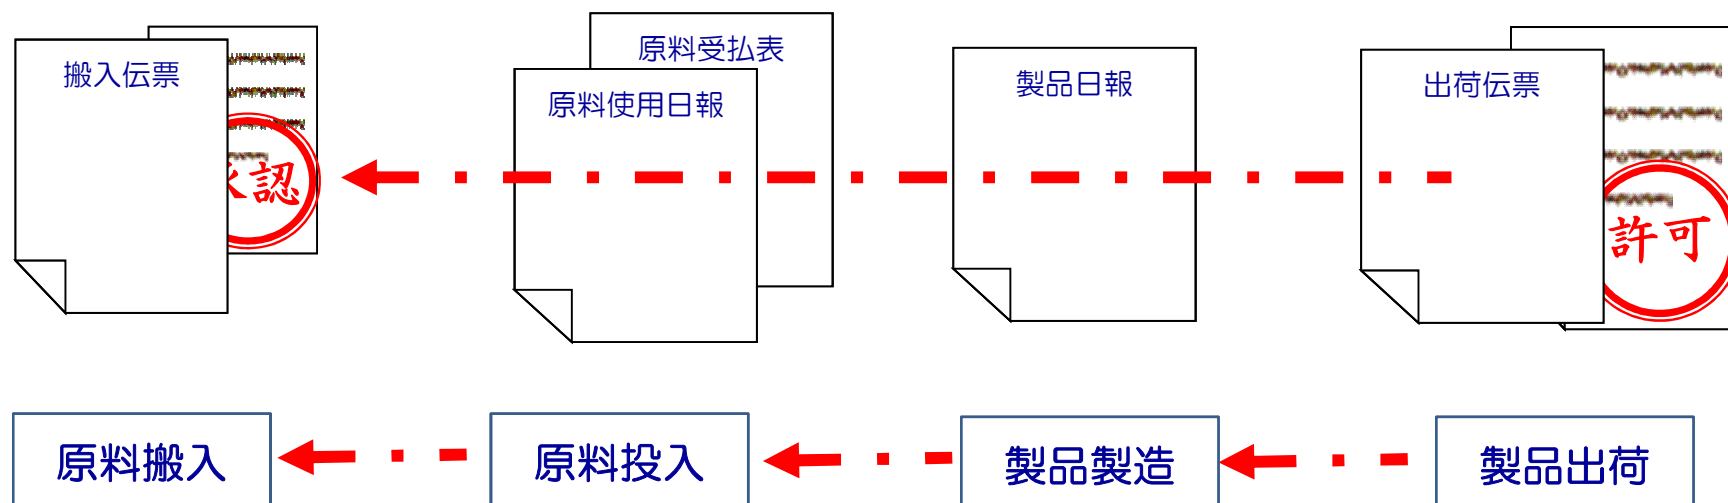 搬入伝票
認
原料受払表
原料使用日報
製品日報
出荷伝票
許可
原料搬入
原料投入
製品製造
製品出荷